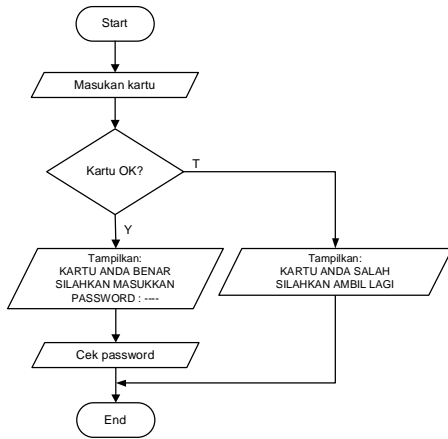 Start
Masukan kartu
Kartu OK?
T
Y
Tampilkan:
KARTU ANDA BENAR
SILAHKAN MASUKKAN
PASSWORD : ----
Tampilkan:
KARTU ANDA SALAH
SILAHKAN AMBIL LAGI
Cek password
End